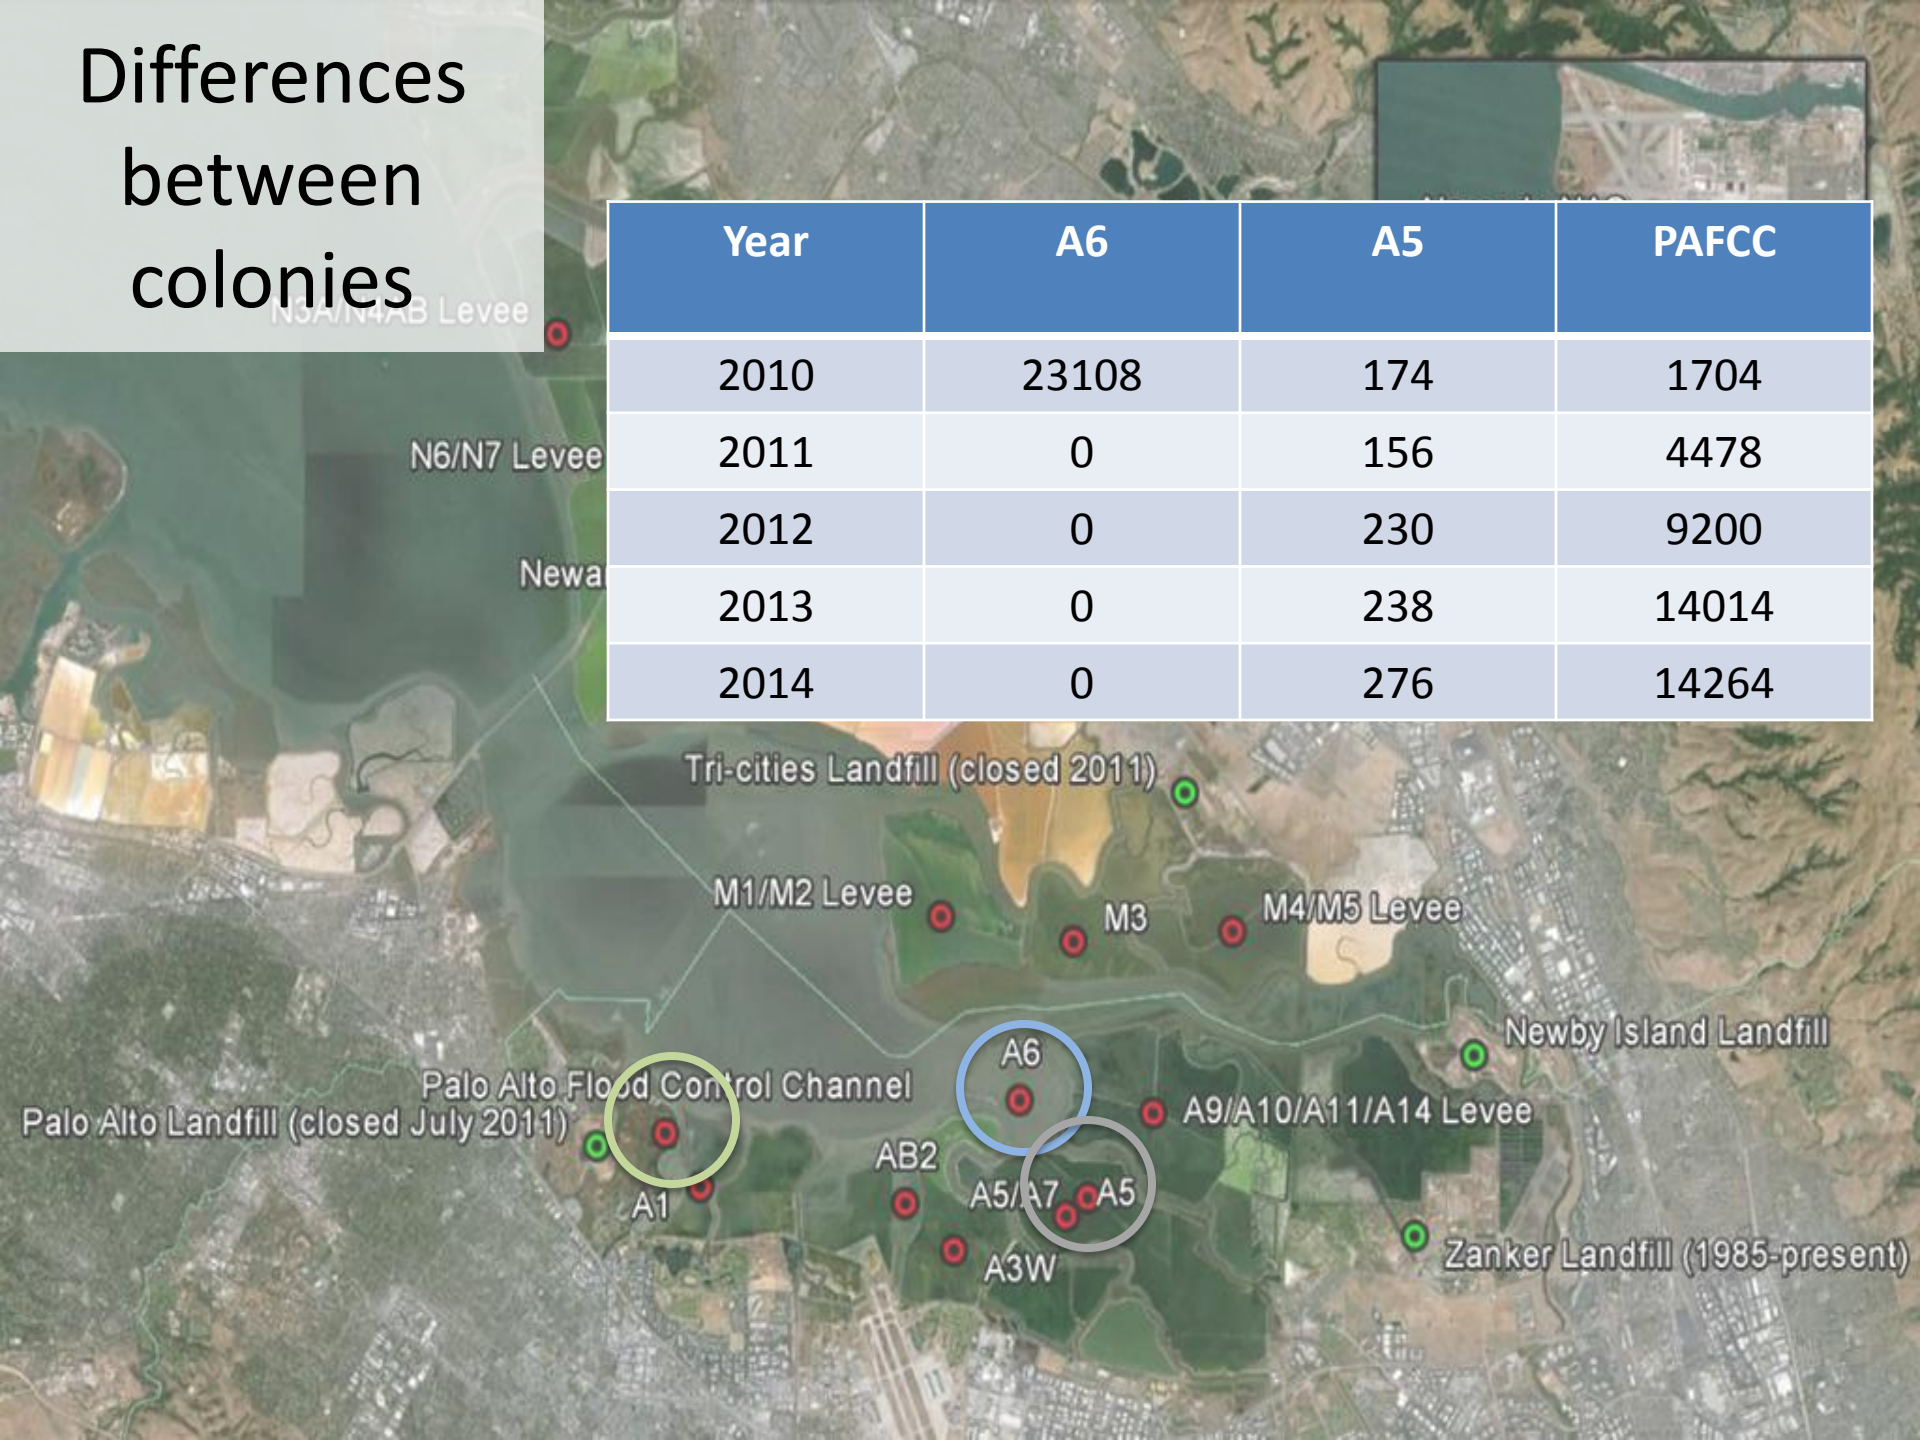 Differences
between
colonies
N3A/N4AB Levee
Year A6 A5 PAFCC
2010 23108 174 1704
2011 0 156 4478
2012 0 230 9200
2013 0 238 14014
2014 0 276 14264
N6/N7 Levee
Tri-cities Landfill (closed 2011)
M1/M2 Levee
M3
M4/M5 Levee
Newby Island Landfill
A6
Palo Alto Flood Control Channel
A9/A10/A11/A14 Levee
Palo Alto Landfill (closed July 2011)
AB2
A5/A7
A5
A1
A3W
Zanker Landfill (1985-present)